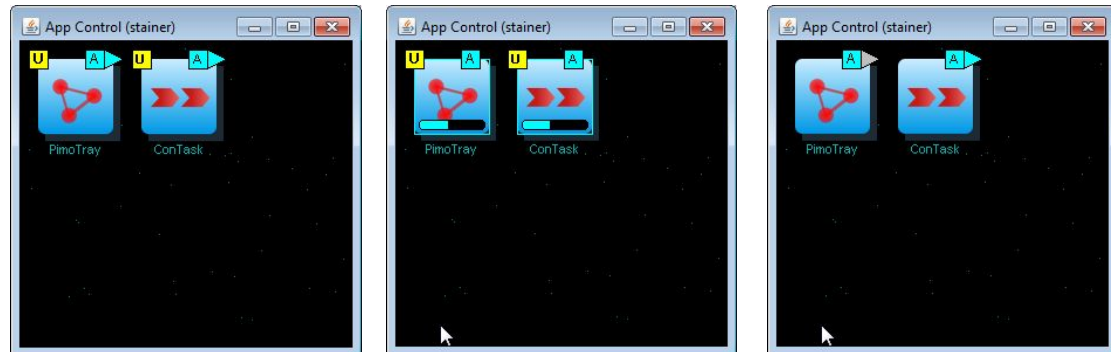 App Control (stainer)
U A U A
PimoTray ConTask
App Control (stainer)
U A U A
PimoTray ConTask
App Control (stainer)
A A
PimoTray ConTask